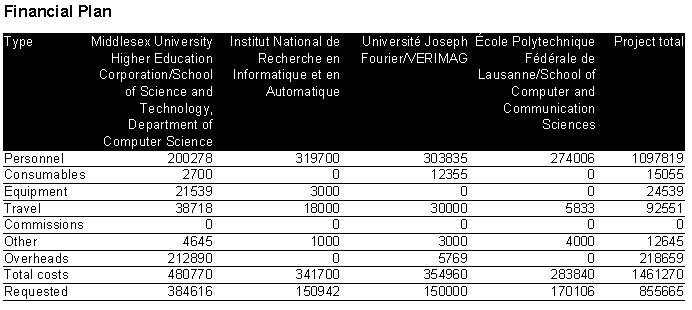 Financial Plan
Type Middlesex University Institut National de Université Joseph École Polytechnique Project total
Higher Education Recherche en Fourier/VERIMAG Fédérale de
Corporation/School Informatique et en Lausanne/School of
of Science and Automatique Computer and
Technology, Communication
Department of Sciences
Computer Science
Personnel 200278 319700 303835 274006 1097819
Consumables 2700 0 12355 0 15055
Equipment 21539 3000 0 0 24539
Travel 38718 18000 30000 5833 92551
Commissions 0 0 0 0 0
Other 4645 1000 3000 4000 12645
Overheads 212890 0 5769 0 218659
Total costs 480770 341700 354960 283840 1461270
Requested 384616 150942 150000 170106 855665